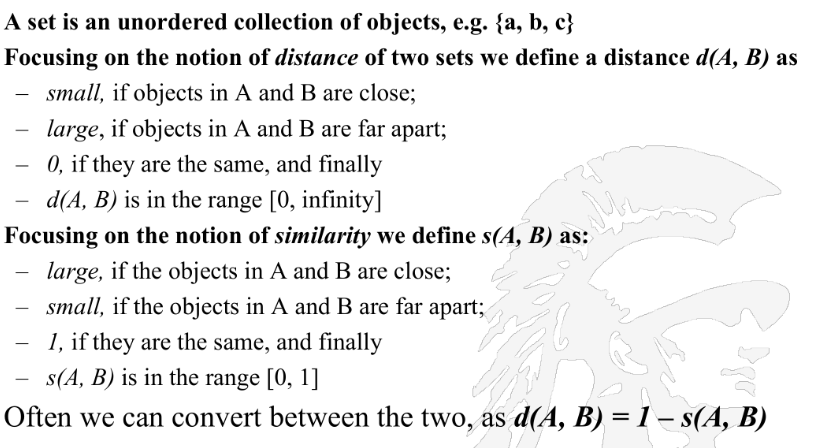 A set is an unordered collection of objects, e.g. {a, b, c}
Focusing on the notion of distance of two sets we define a distance d(A, B) as
– small, if objects in A and B are close;
– large, if objects in A and B are far apart;
– 0, if they are the same, and finally
– d(A, B) is in the range [0, infinity]
Focusing on the notion of similarity we define s(A, B) as:
– large, if the objects in A and B are close;
– small, if the objects in A and B are far apart;
– 1, if they are the same, and finally
– s(A, B) is in the range [0, 1]
Often we can convert between the two, as d(A, B) = 1 – s(A, B)